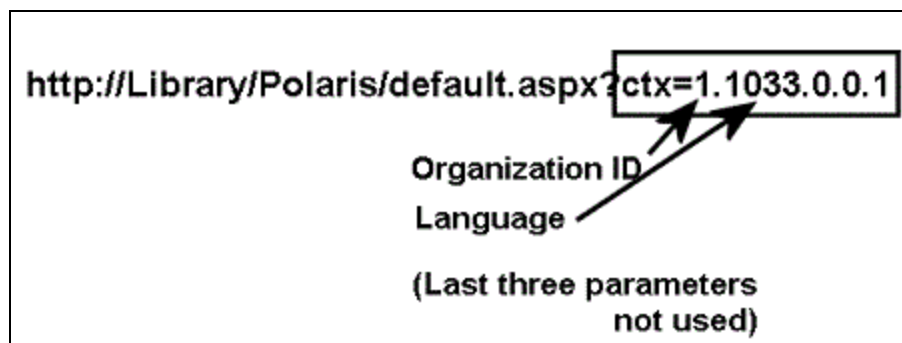 http://Library/Polaris/default.aspx?ctx=1.1033.0.0.1
Organization ID
Language
(Last three parameters
not used)